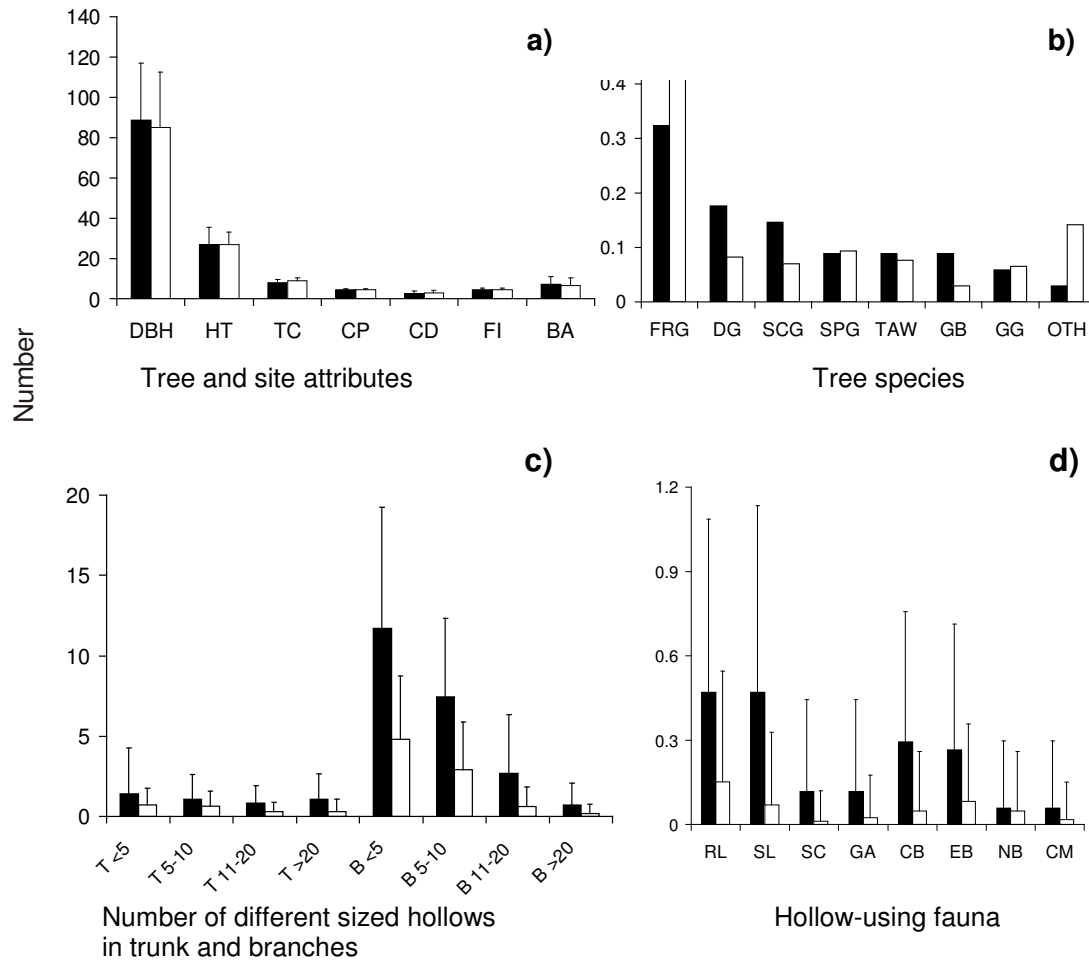 Number
a)
140
120
100
80
60
40
20
0
DBH HT TC CP CD FI BA
Tree and site attributes
b)
0.4
0.3
0.2
0.1
0
FRG DG SCG SPG TAW GB GG OTH
Tree species
c)
20
15
10
5
0
T <5 T 5-10 T 11-20 T >20 B <5 B 5-10 B 11-20 B >20
Number of different sized hollows
in trunk and branches
d)
1.2
0.9
0.6
0.3
0
RL SL SC GA CB EB NB CM
Hollow-using fauna